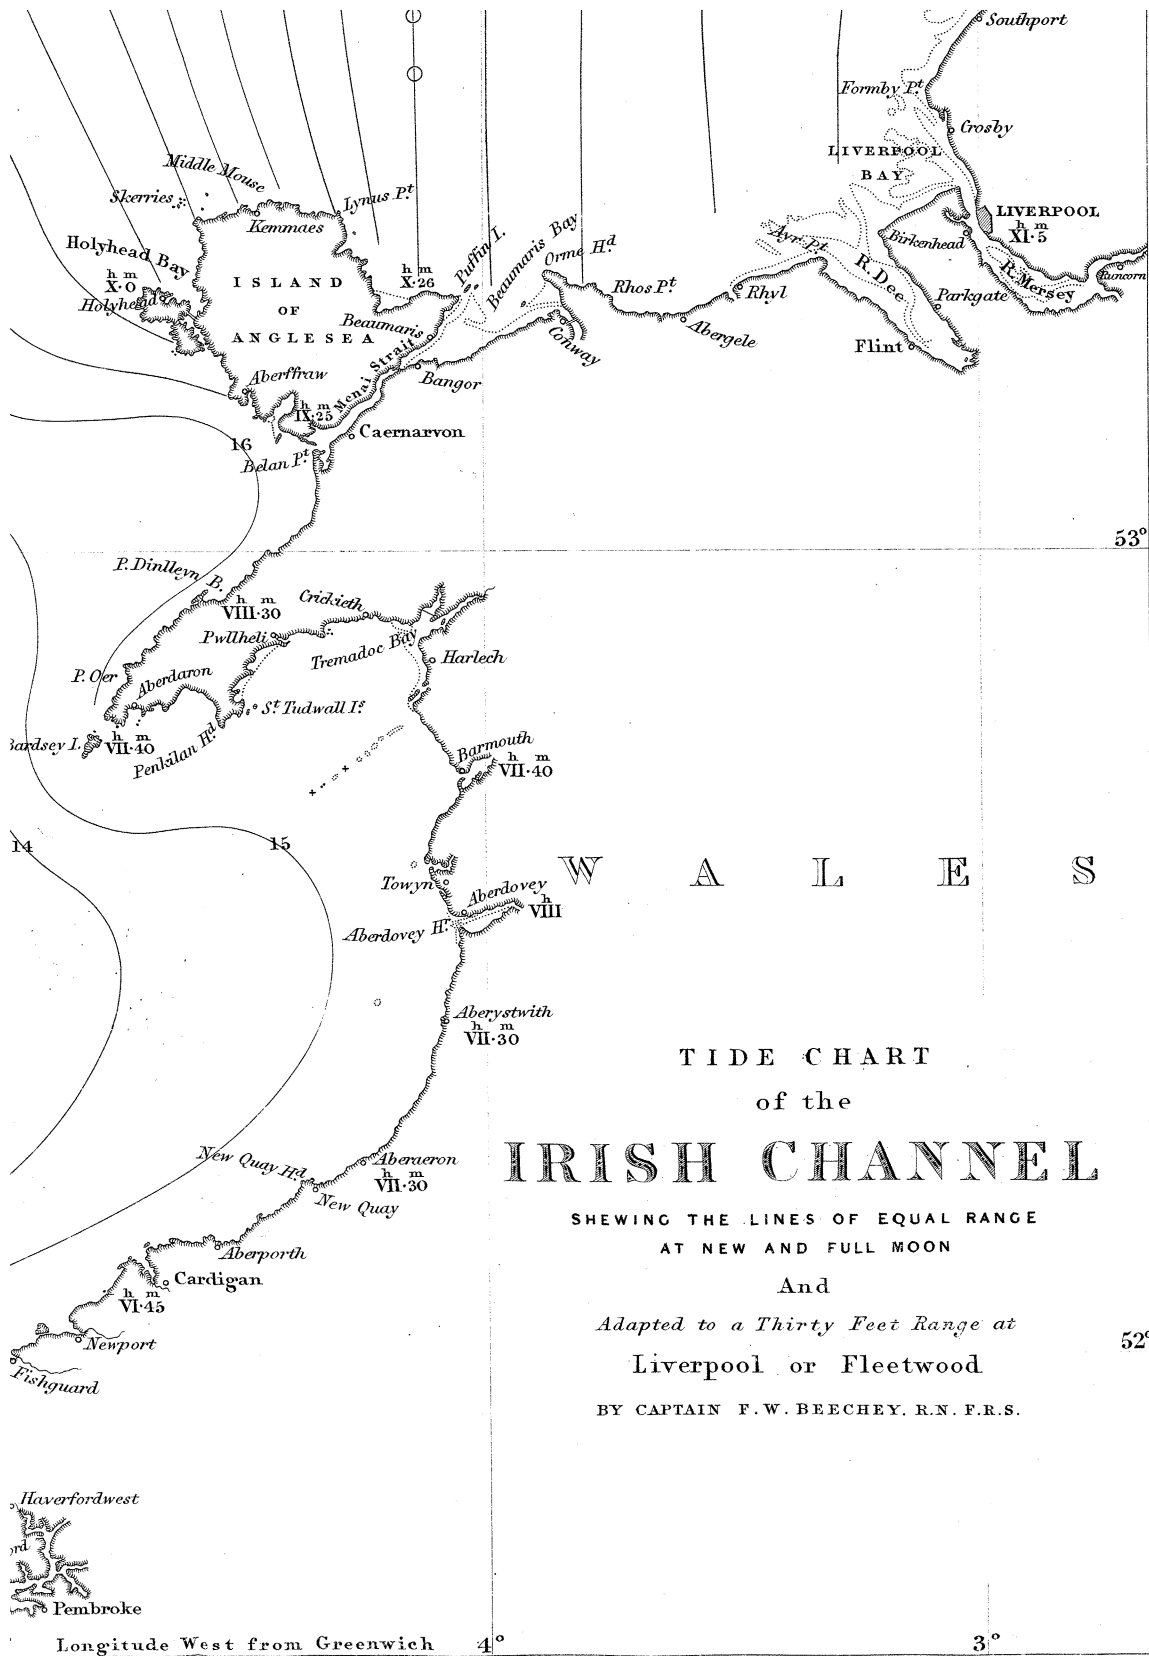 Southport
Formby Pt.
Crosby
LIVERPOOL
BAY
Middle Mouse
Skerries
Lynus Pt.
Kemmaes
LIVERPOOL
h m
XI·5
Holyhead Bay
h m
X·0
Holyhead
ISLAND
OF
ANGLESEA
h m
X·26
Puffin I.
Beaumaris Bay
Orme Hd.
Ayr Pt.
Birkenhead
R. Dee
R. Mersey
Runcorn
Parkgate
Rhos Pt.
Rhyl
Abergele
Flint
Beaumaris
Conway
Menai Strait
Bangor
Aberffraw
h m
IX·25
Caernarvon
16
Belan Pt.
53°
P. Dinlleyn B.
h m
VIII·30
Crickieth
Pwllheli
Tremadoc Bay
Harlech
P. Oer
Aberdaron
St. Tudwall Is.
Bardsey I.
h m
VII·40
Penkilan Hd.
Barmouth
h m
VII·40
14
15
WALES
Towyn
Aberdovey
h
VIII
Aberdovey Hr.
Aberystwith
h m
VII·30
TIDE CHART
of the
IRISH CHANNEL
SHEWING THE LINES OF EQUAL RANGE
AT NEW AND FULL MOON
And
Adapted to a Thirty Feet Range at
Liverpool or Fleetwood
BY CAPTAIN F.W. BEECHEY, R.N. F.R.S.
New Quay Hd.
Aberaeron
h m
VII·30
New Quay
Aberporth
Cardigan
h m
VI·45
Newport
52°
Fishguard
Haverfordwest
ord
Pembroke
Longitude West from Greenwich 4° 3°